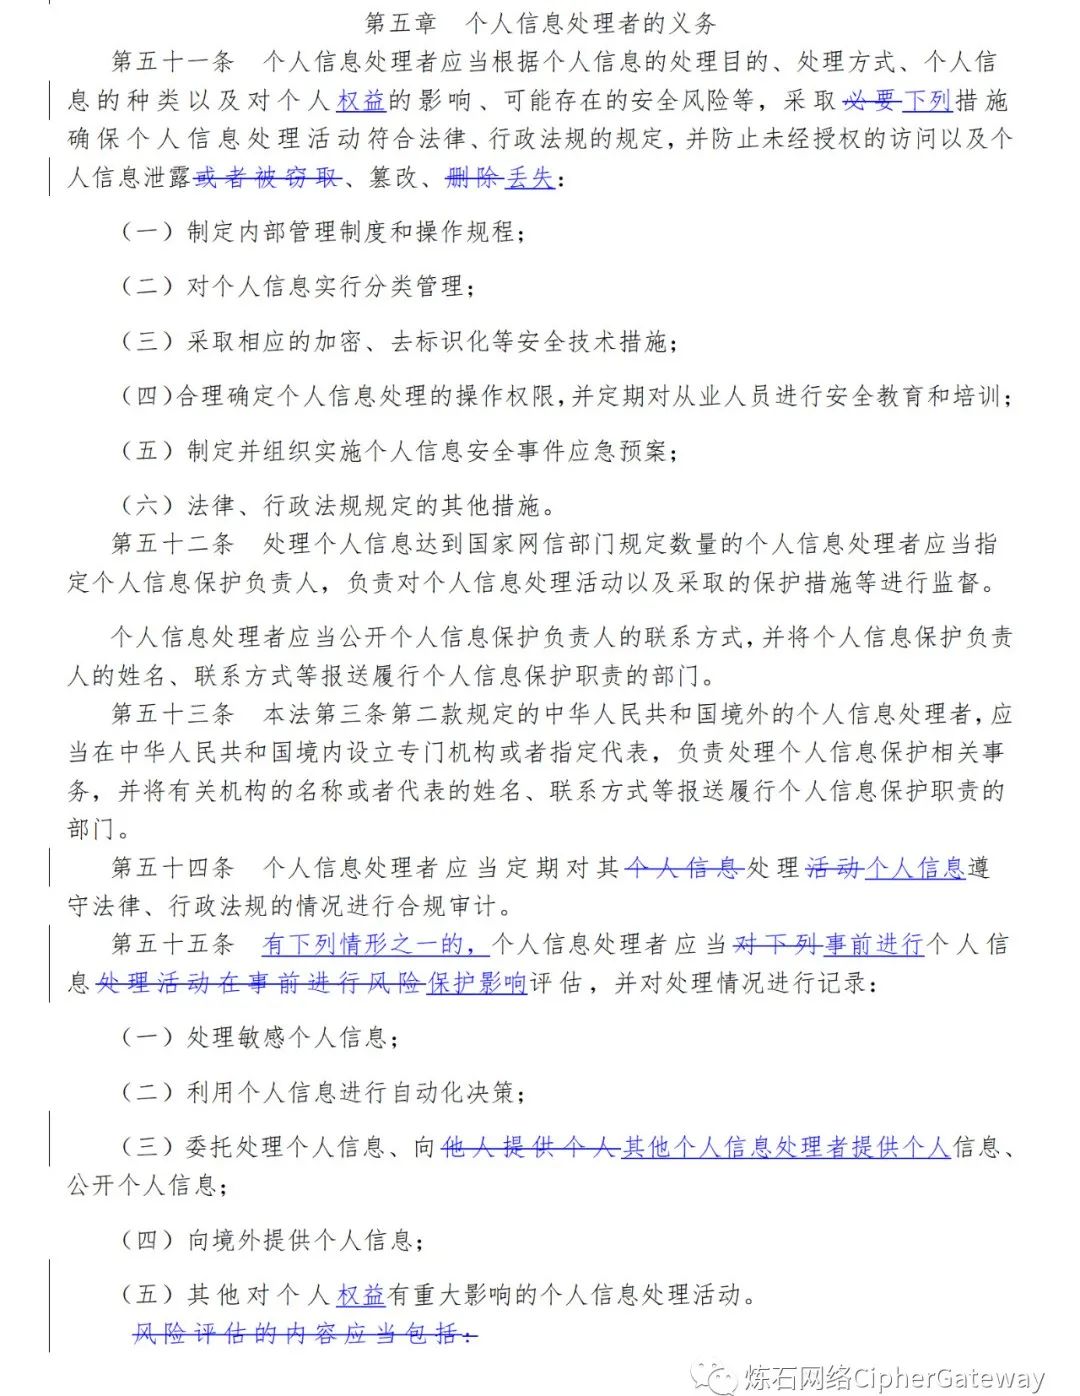 第五章 个人信息处理者的义务
第五十一条 个人信息处理者应当根据个人信息的处理目的、处理方式、个人信
息的种类以及对个人权益的影响、可能存在的安全风险等，采取必要下列措施
确保个人信息处理活动符合法律、行政法规的规定，并防止未经授权的访问以及个
人信息泄露或者被窃取、篡改、删除丢失：
（一）制定内部管理制度和操作规程；
（二）对个人信息实行分类管理；
（三）采取相应的加密、去标识化等安全技术措施；
（四）合理确定个人信息处理的操作权限，并定期对从业人员进行安全教育和培训；
（五）制定并组织实施个人信息安全事件应急预案；
（六）法律、行政法规规定的其他措施。
第五十二条 处理个人信息达到国家网信部门规定数量的个人信息处理者应当指
定个人信息保护负责人，负责对个人信息处理活动以及采取的保护措施等进行监督。
个人信息处理者应当公开个人信息保护负责人的联系方式，并将个人信息保护负责
人的姓名、联系方式等报送履行个人信息保护职责的部门。
第五十三条 本法第三条第二款规定的中华人民共和国境外的个人信息处理者，应
当在中华人民共和国境内设立专门机构或者指定代表，负责处理个人信息保护相关事
务，并将有关机构的名称或者代表的姓名、联系方式等报送履行个人信息保护职责的
部门。
第五十四条 个人信息处理者应当定期对其个人信息处理活动个人信息遵
守法律、行政法规的情况进行合规审计。
第五十五条 有下列情形之一的，个人信息处理者应当对下列事前进行个人信
息处理活动在事前进行风险保护影响评估，并对处理情况进行记录：
（一）处理敏感个人信息；
（二）利用个人信息进行自动化决策；
（三）委托处理个人信息、向他人提供个人其他个人信息处理者提供个人信息、
公开个人信息；
（四）向境外提供个人信息；
（五）其他对个人权益有重大影响的个人信息处理活动。
风险评估的内容应当包括：
炼石网络CipherGateway